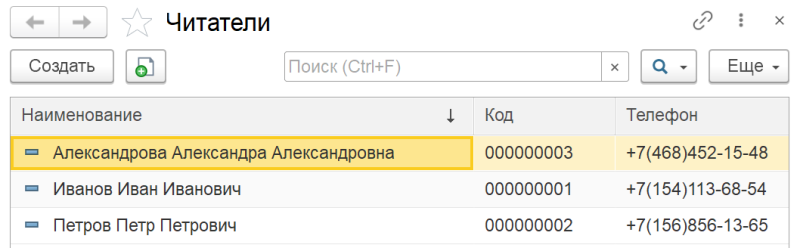 Читатели
Создать Поиск (Ctrl+F) × Еще
Наименование ↓ Код Телефон
Александрова Александра Александровна 000000003 +7(468)452-15-48
Иванов Иван Иванович 000000001 +7(154)113-68-54
Петров Петр Петрович 000000002 +7(156)856-13-65